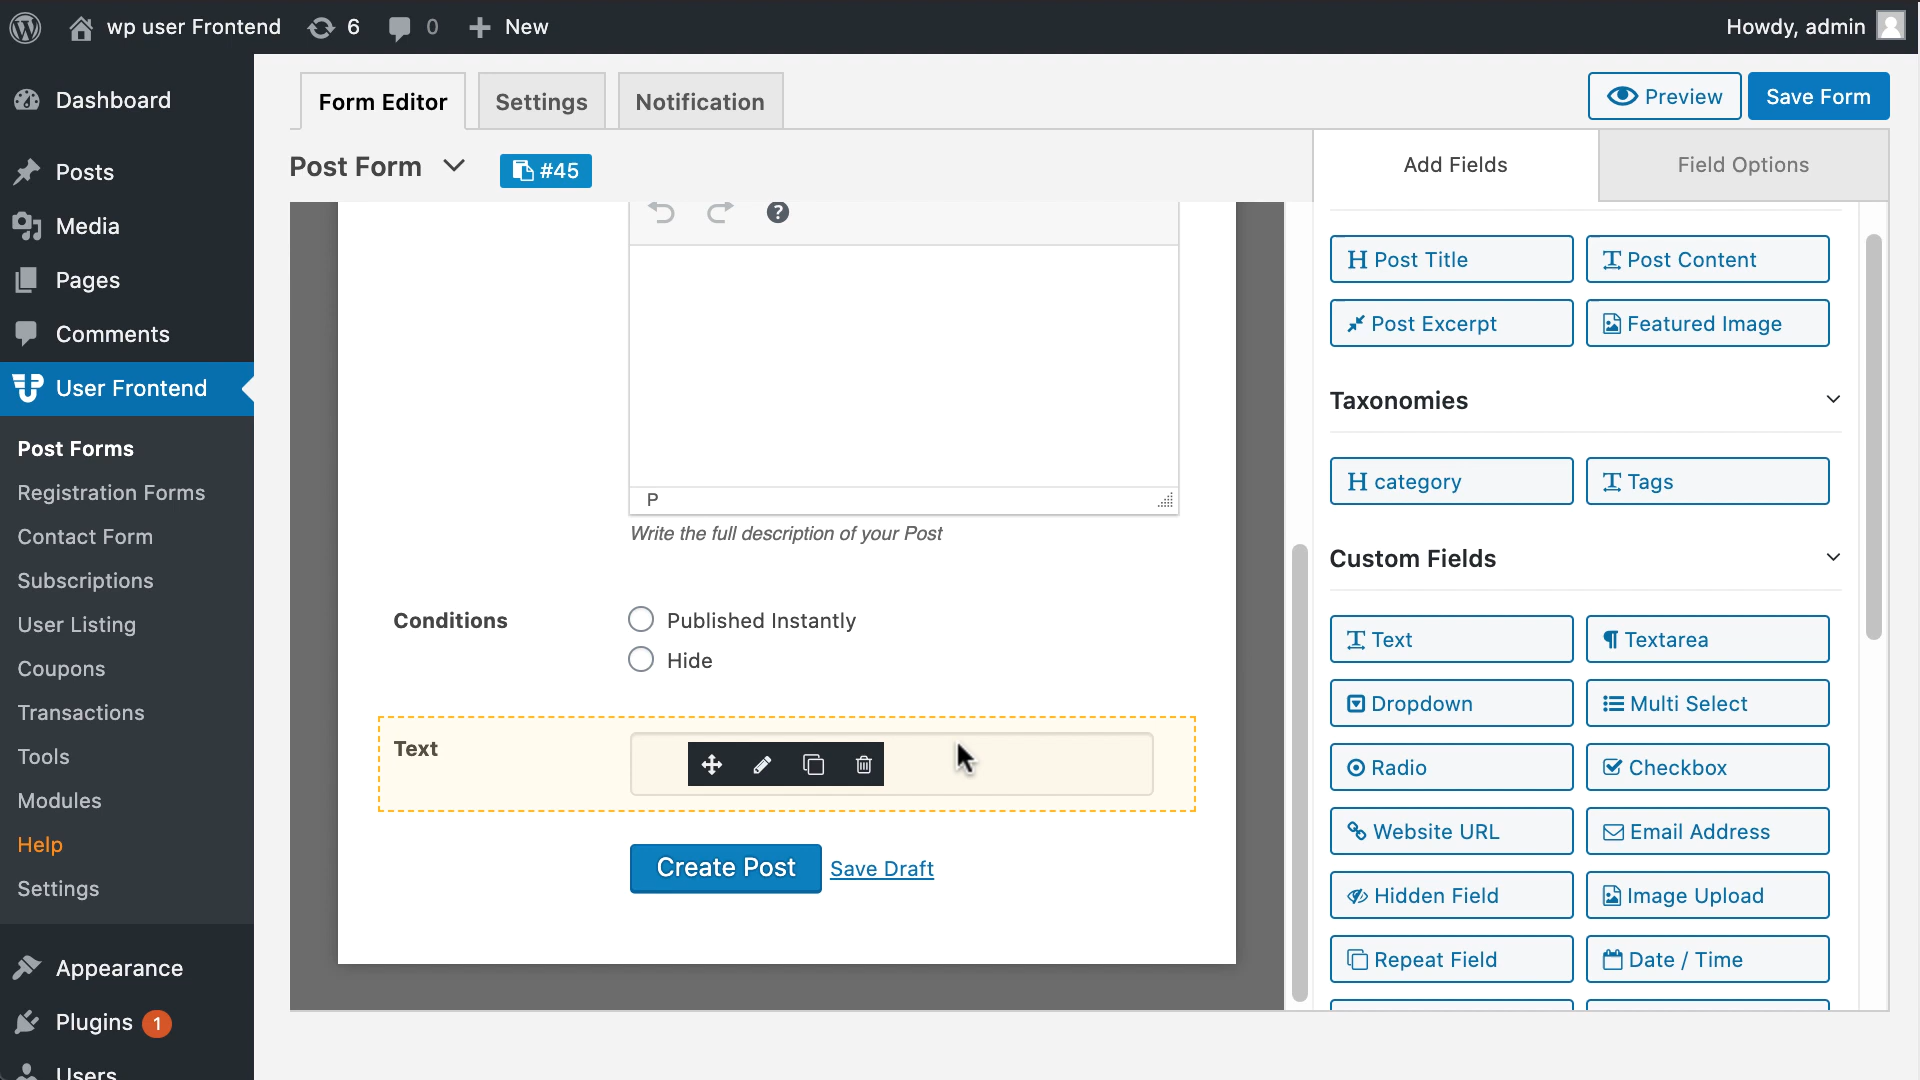 wp user Frontend 6 0 New Howdy, admin
Dashboard
Posts
Media
Pages
Comments
User Frontend
Post Forms
Registration Forms
Contact Form
Subscriptions
User Listing
Coupons
Transactions
Tools
Modules
Help
Settings
Appearance
Plugins 1
Users
Form Editor Settings Notification
Preview Save Form
Post Form #45
P
Write the full description of your Post
Conditions
Published Instantly
Hide
Text
Create Post Save Draft
Add Fields Field Options
Post Title Post Content
Post Excerpt Featured Image
Taxonomies
category Tags
Custom Fields
Text Textarea
Dropdown Multi Select
Radio Checkbox
Website URL Email Address
Hidden Field Image Upload
Repeat Field Date / Time